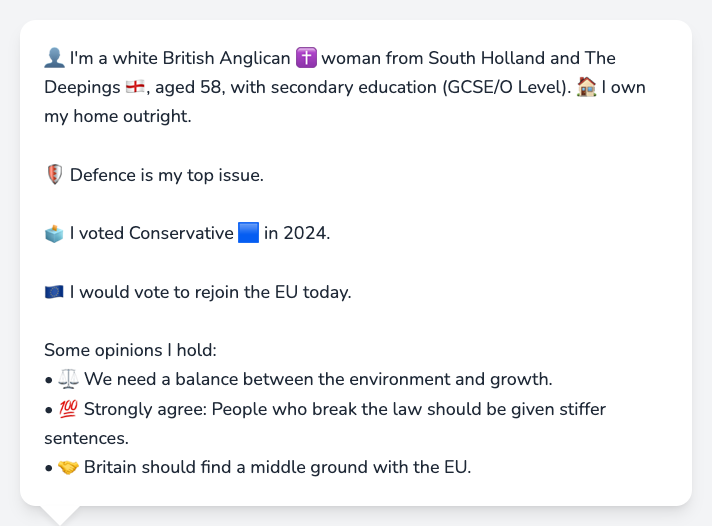 👤 I'm a white British Anglican ✝️ woman from South Holland and The
Deepings 🏴󠁧󠁢󠁥󠁮󠁧󠁿, aged 58, with secondary education (GCSE/O Level). 🏠 I own
my home outright.
🛡️ Defence is my top issue.
🗳️ I voted Conservative 🟦 in 2024.
🇪🇺 I would vote to rejoin the EU today.
Some opinions I hold:
• ⚖️ We need a balance between the environment and growth.
• 💯 Strongly agree: People who break the law should be given stiffer
sentences.
• 🤝 Britain should find a middle ground with the EU.